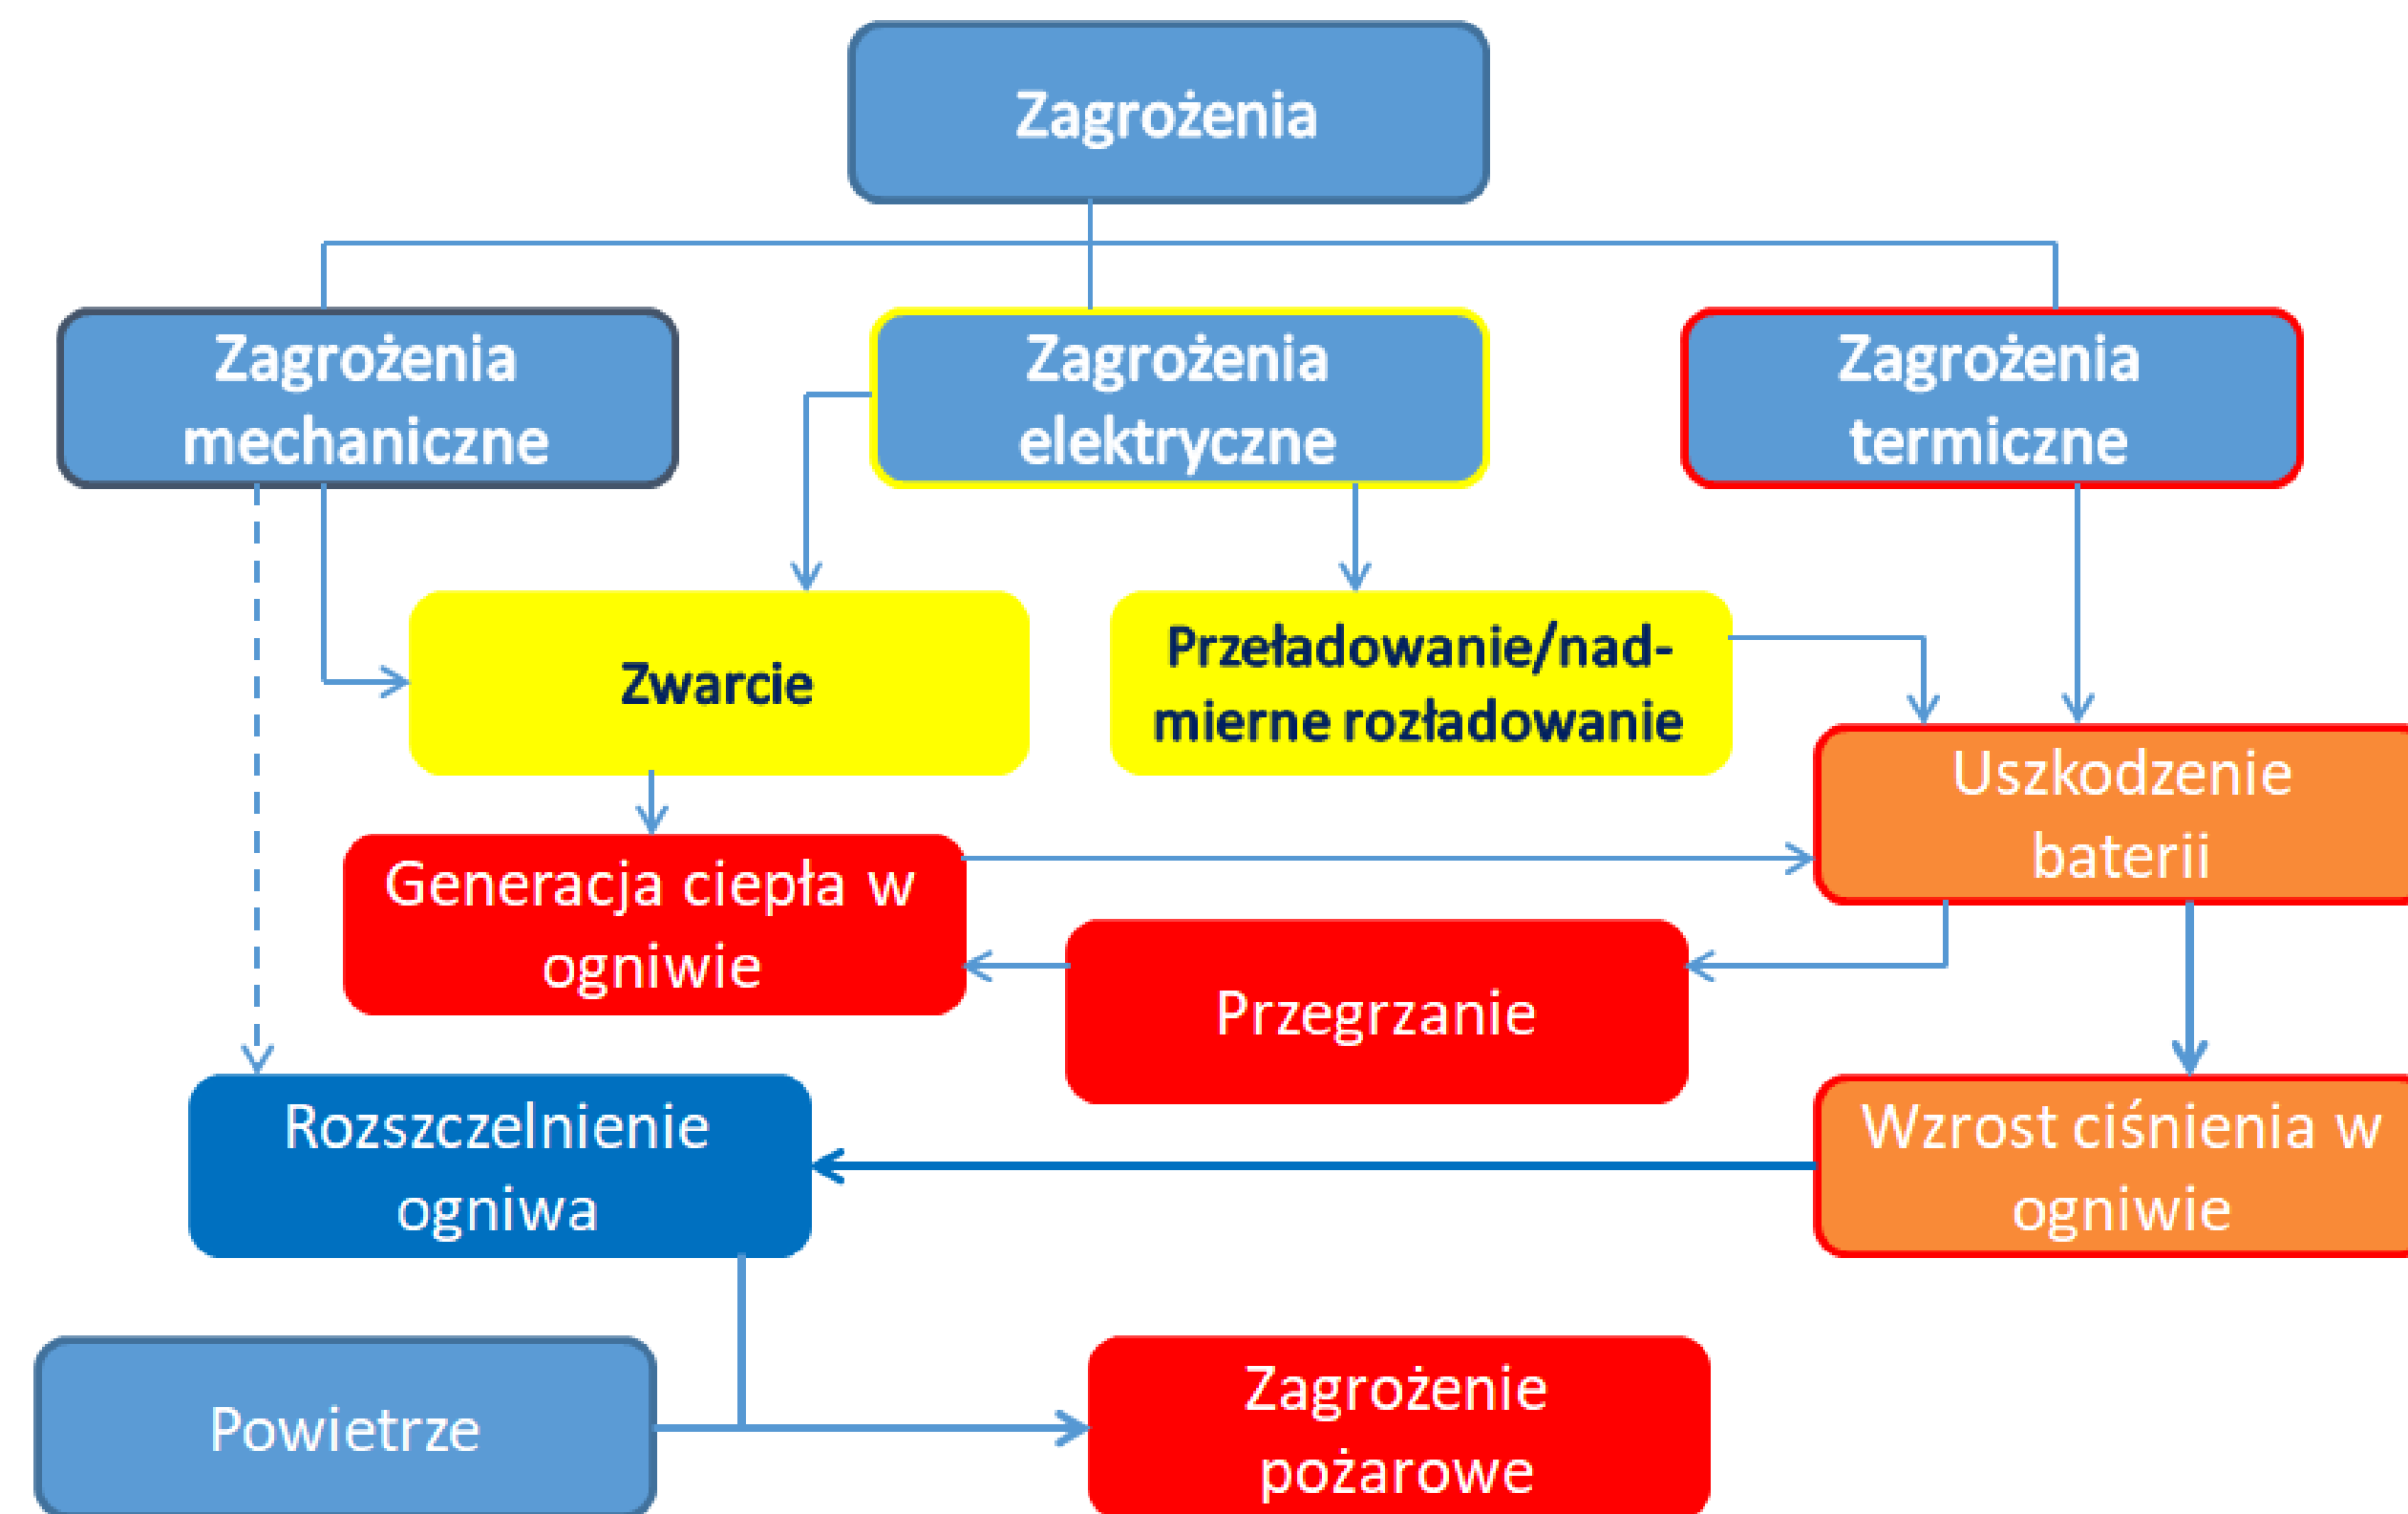 Zagrożenia
Zagrożenia
mechaniczne
Zagrożenia
elektryczne
Zagrożenia
termiczne
Zwarcie
Przeładowanie/nad-
mierne rozładowanie
Uszkodzenie
baterii
Generacja ciepła w
ogniwie
Przegrzanie
Rozszczelnienie
ogniwa
Wzrost ciśnienia w
ogniwie
Powietrze
Zagrożenie
pożarowe